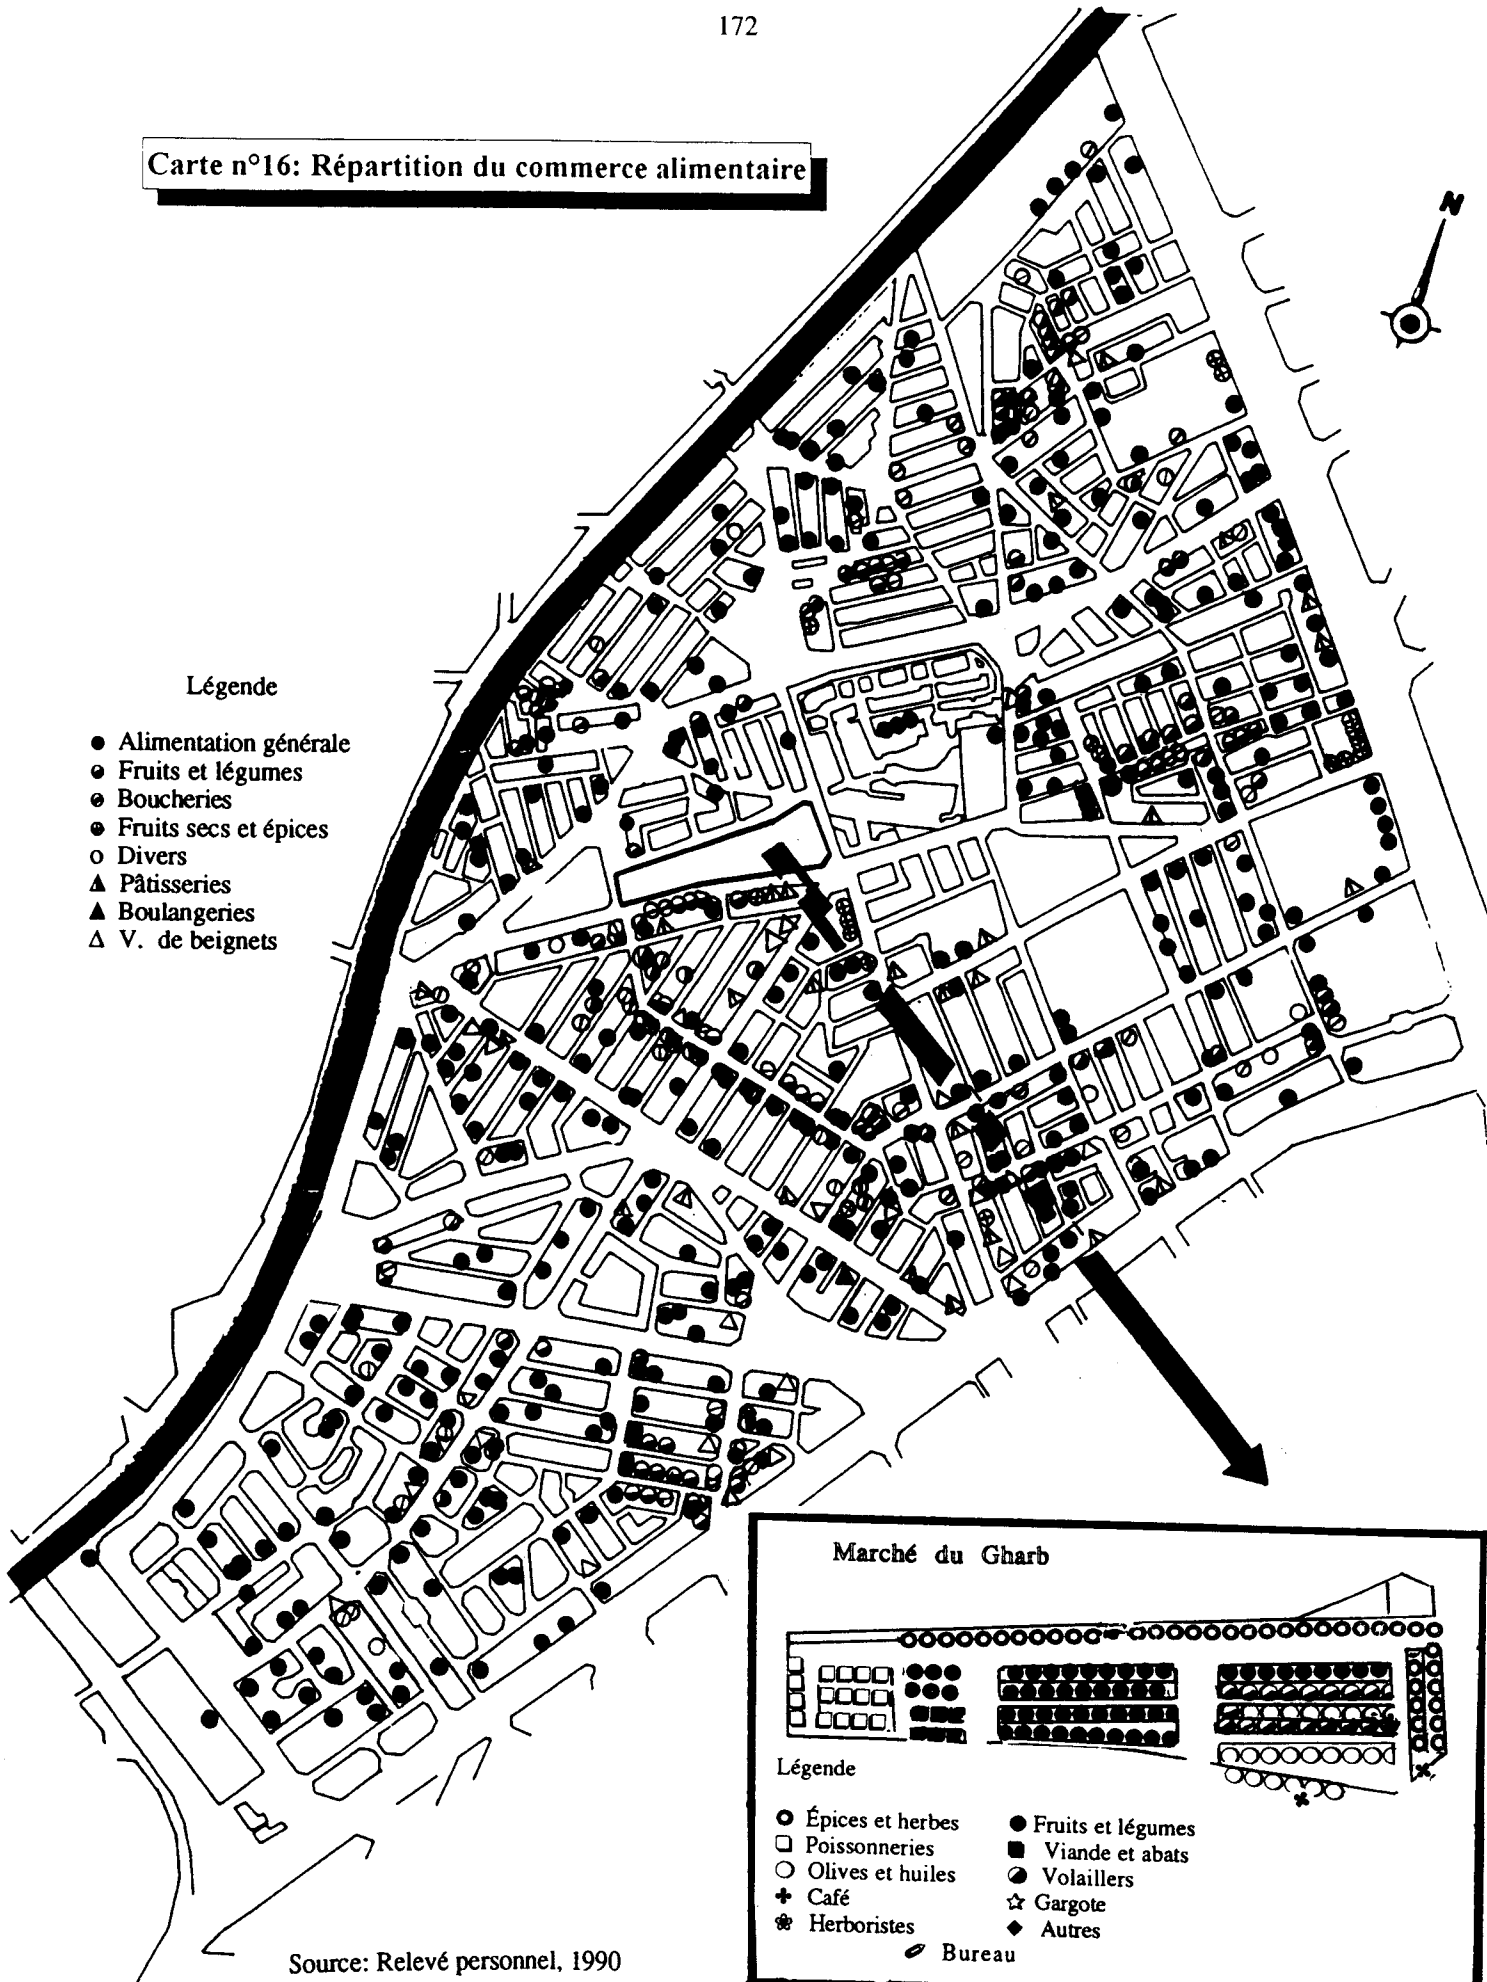 172
Carte n°16: Répartition du commerce alimentaire
N
Légende
Alimentation générale
Fruits et légumes
Boucheries
Fruits secs et épices
Divers
Pâtisseries
Boulangeries
V. de beignets
Marché du Gharb
Légende
Épices et herbes
Poissonneries
Olives et huiles
Café
Herboristes
Fruits et légumes
Viande et abats
Volaillers
Gargote
Autres
Bureau
Source: Relevé personnel, 1990